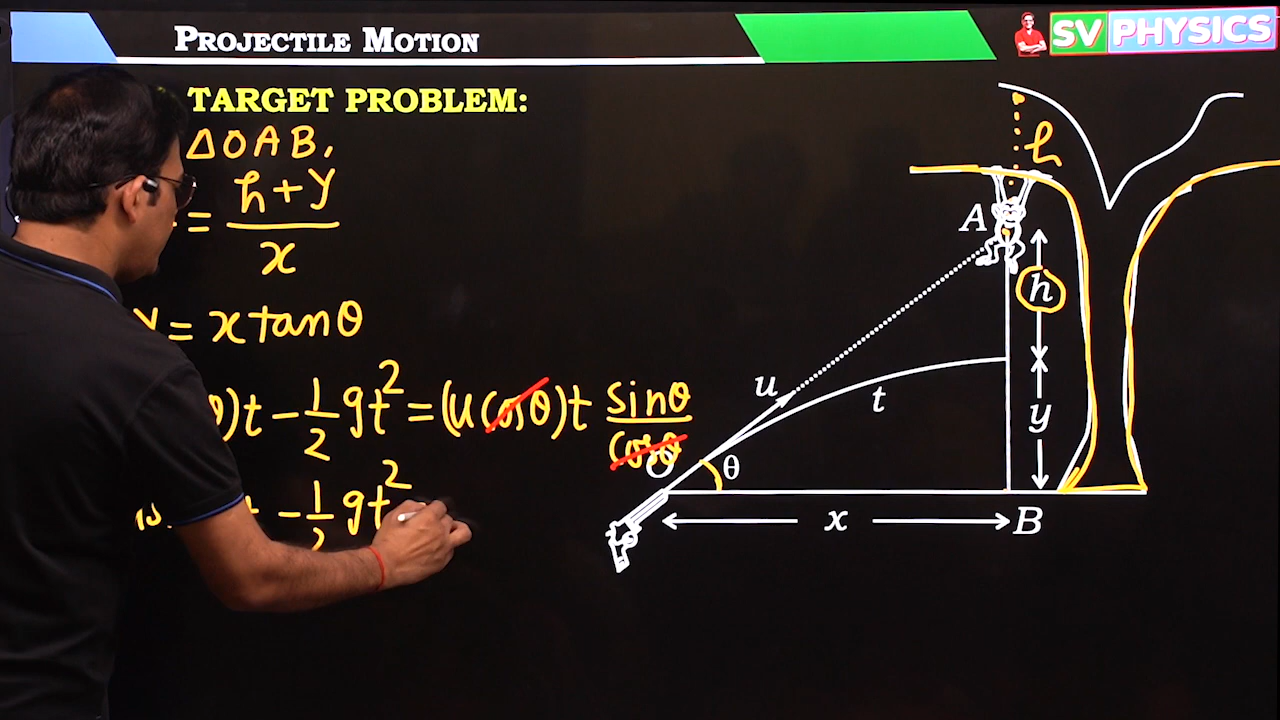 PROJECTILE MOTION
SV PHYSICS
TARGET PROBLEM:
ΔOAB,
= h+y
x
y = x tanθ
)t - 1/2 gt² = (u cosθ)t sinθ
cosθ
- 1/2 gt²
h
A
h
u
t
y
O
θ
x
B